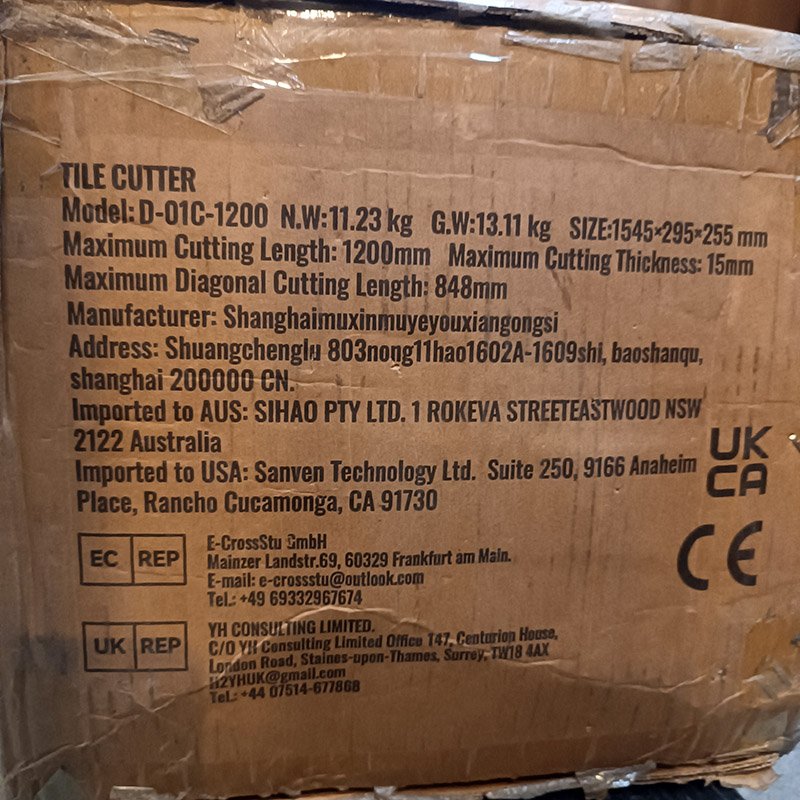 TILE CUTTER
Model: D-01C-1200 N.W:11.23 kg G.W:13.11 kg SIZE:1545×295×255 mm
Maximum Cutting Length: 1200mm Maximum Cutting Thickness: 15mm
Maximum Diagonal Cutting Length: 848mm
Manufacturer: Shanghaimuxinmuyeyouxiangongsi
Address: Shuangchenglu 803nong11hao1602A-1609shi, baoshanqu,
shanghai 200000 CN.
Imported to AUS: SIHAO PTY LTD. 1 ROKEVA STREETEASTWOOD NSW
2122 Australia
Imported to USA: Sanven Technology Ltd. Suite 250, 9166 Anaheim
Place, Rancho Cucamonga, CA 91730
UK
CA
CE
EC REP
E-CrossStu GmbH
Mainzer Landstr.69, 60329 Frankfurt am Main.
E-mail: e-crossstu@outlook.com
Tel.: +49 69332967674
UK REP
YH CONSULTING LIMITED.
C/O YH Consulting Limited Office 147, Centurion House,
London Road, Staines-upon-Thames, Surrey, TW18 4AX
H2YHUK@gmail.com
Tel.: +44 07514-677868